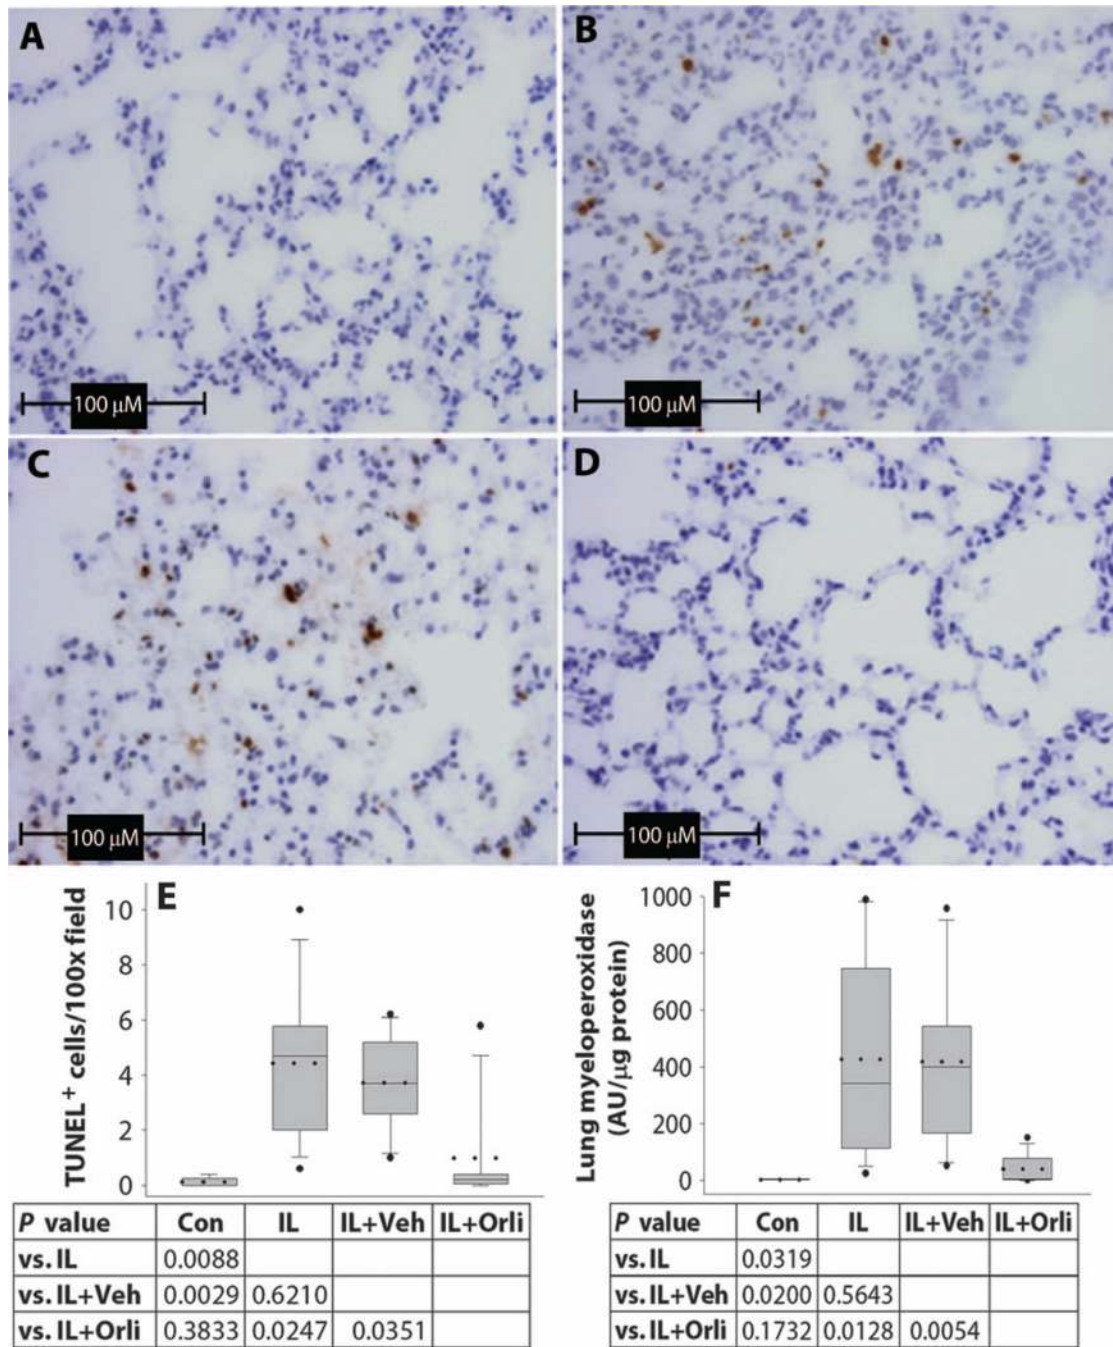 A
B
100 μM
100 μM
C
D
100 μM
100 μM
E
TUNEL⁺ cells/100x field
10
8
6
4
2
0
F
Lung myeloperoxidase
(AU/μg protein)
1000
800
600
400
200
0
P value Con IL IL+Veh IL+Orli
vs. IL 0.0088
vs. IL+Veh 0.0029 0.6210
vs. IL+Orli 0.3833 0.0247 0.0351
P value Con IL IL+Veh IL+Orli
vs. IL 0.0319
vs. IL+Veh 0.0200 0.5643
vs. IL+Orli 0.1732 0.0128 0.0054